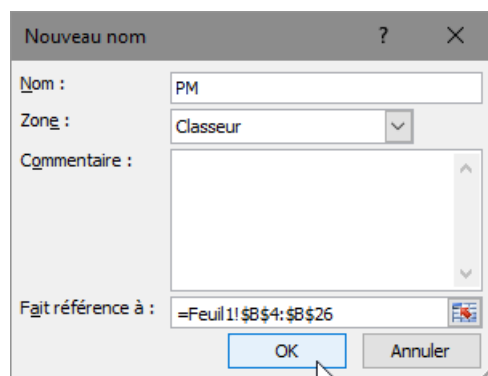 Nouveau nom ?
Nom : PM
Zone : Classeur
Commentaire :
Fait référence à : =Feuil1!$B$4:$B$26
OK Annuler